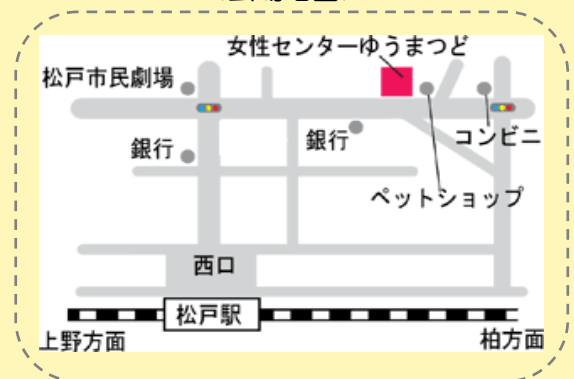 女性センターゆうまつど
松戸市民劇場
銀行
銀行
コンビニ
ペットショップ
西口
松戸駅
上野方面
柏方面